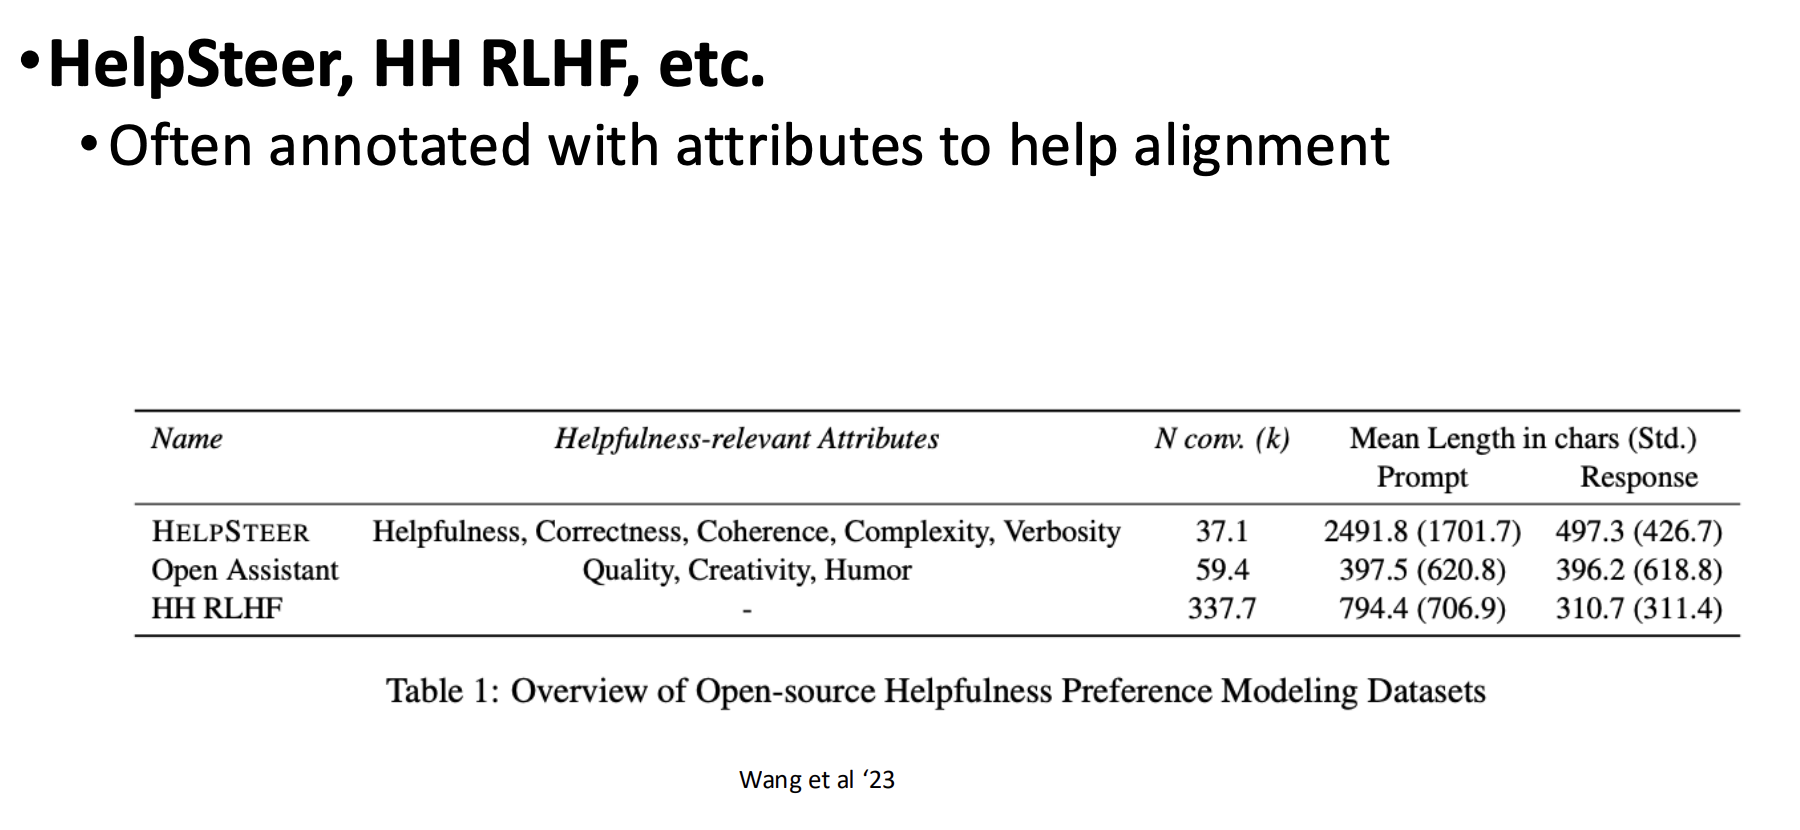 •HelpSteer, HH RLHF, etc.
•Often annotated with attributes to help alignment
Name Helpfulness-relevant Attributes N conv. (k) Mean Length in chars (Std.)
Prompt Response
HELPSTEER Helpfulness, Correctness, Coherence, Complexity, Verbosity 37.1 2491.8 (1701.7) 497.3 (426.7)
Open Assistant Quality, Creativity, Humor 59.4 397.5 (620.8) 396.2 (618.8)
HH RLHF - 337.7 794.4 (706.9) 310.7 (311.4)
Table 1: Overview of Open-source Helpfulness Preference Modeling Datasets
Wang et al ‘23